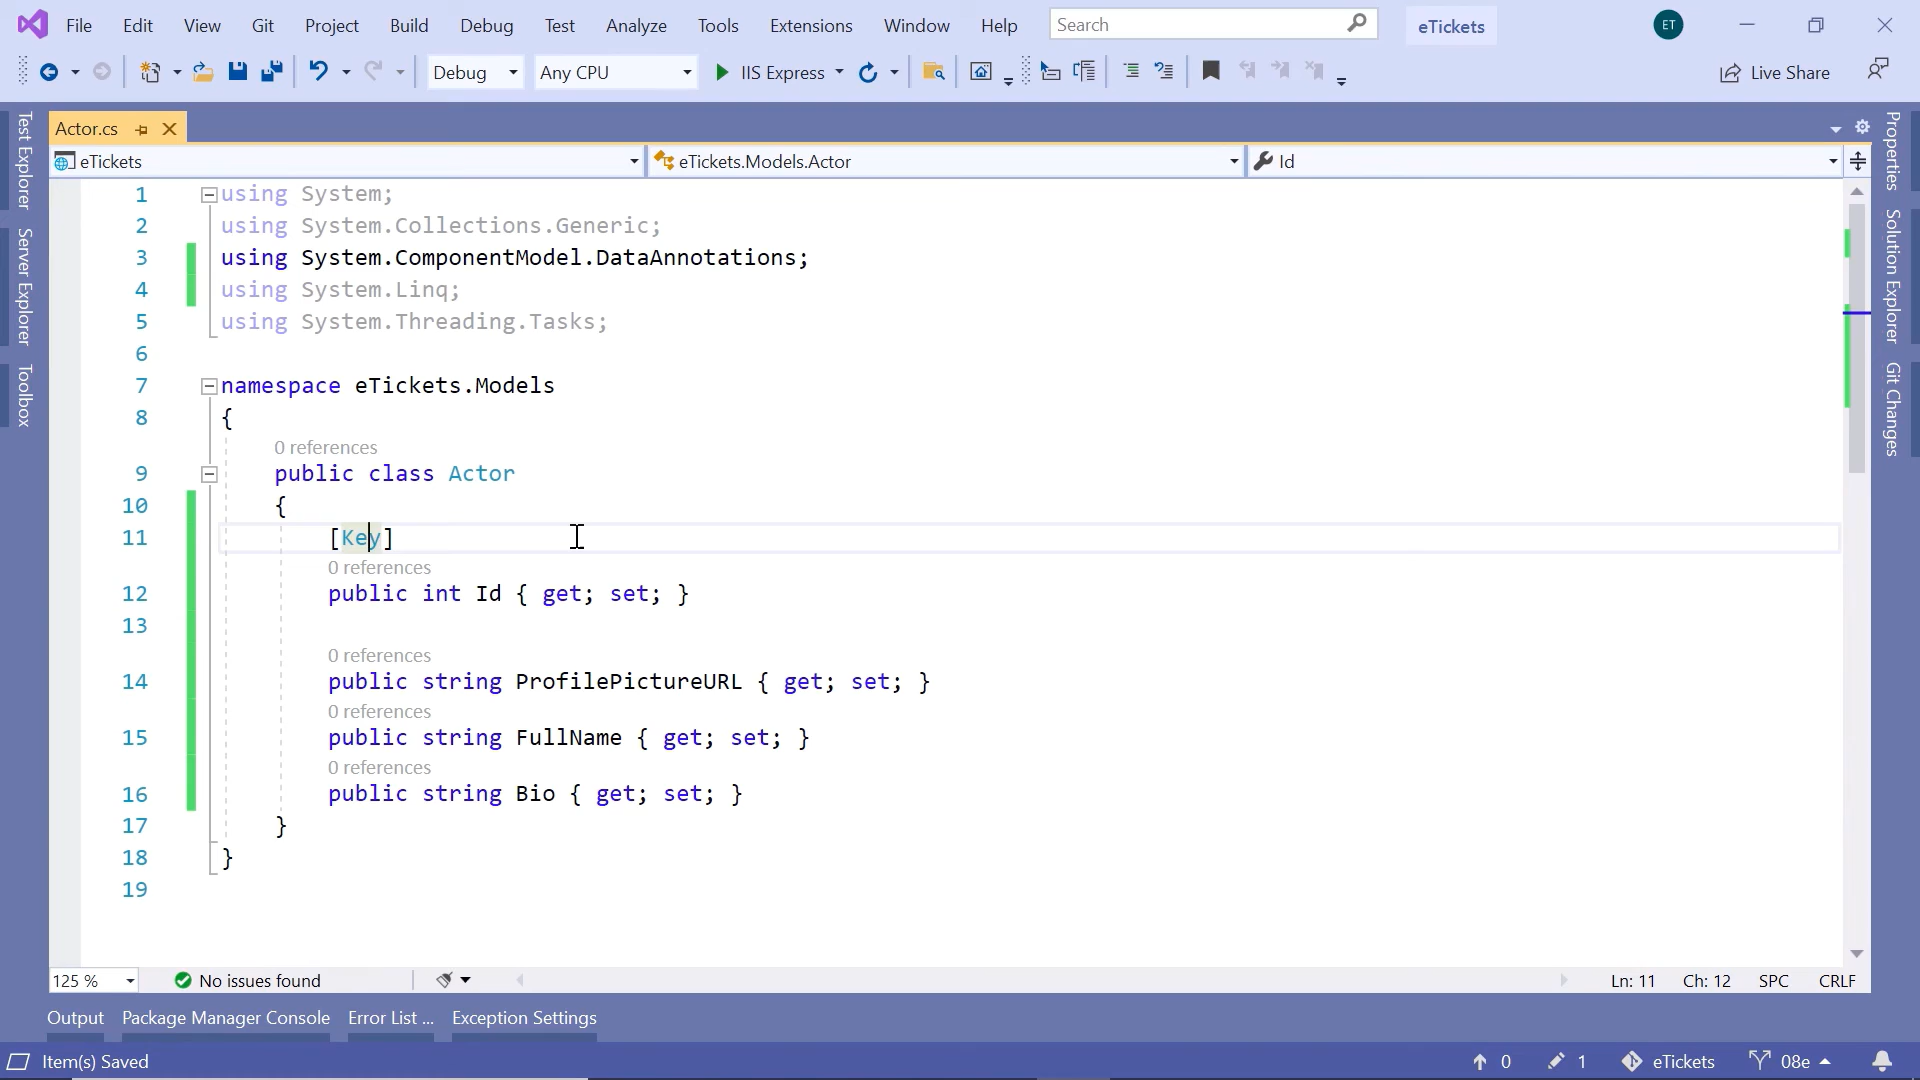 File Edit View Git Project Build Debug Test Analyze Tools Extensions Window Help Search eTickets ET
Debug Any CPU IIS Express Live Share
Test Explorer
Server Explorer
Toolbox
Actor.cs
eTickets eTickets.Models.Actor Id
1 using System;
2 using System.Collections.Generic;
3 using System.ComponentModel.DataAnnotations;
4 using System.Linq;
5 using System.Threading.Tasks;
6
7 namespace eTickets.Models
8 {
0 references
9 public class Actor
10 {
11 [Key]
0 references
12 public int Id { get; set; }
13
0 references
14 public string ProfilePictureURL { get; set; }
0 references
15 public string FullName { get; set; }
0 references
16 public string Bio { get; set; }
17 }
18 }
19
Properties
Solution Explorer
Git Changes
125 % No issues found Ln: 11 Ch: 12 SPC CRLF
Output Package Manager Console Error List ... Exception Settings
Item(s) Saved 0 1 eTickets 08e